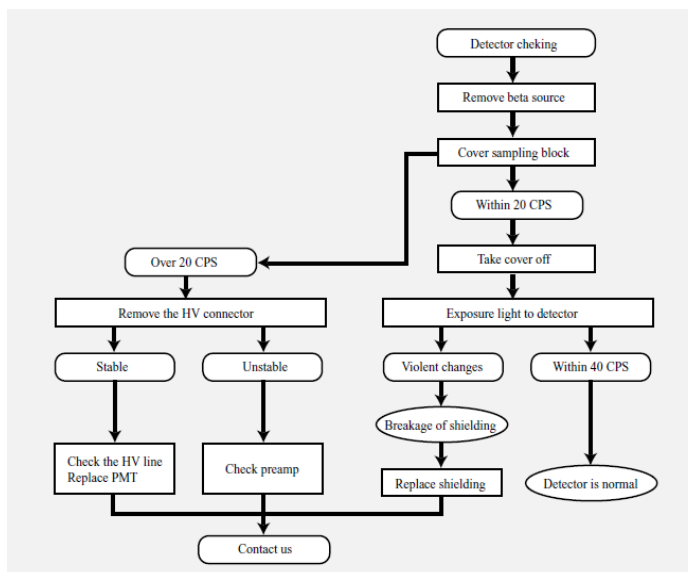 Detector cheking
Remove beta source
Cover sampling block
Within 20 CPS
Over 20 CPS
Take cover off
Remove the HV connector
Exposure light to detector
Stable
Unstable
Violent changes
Within 40 CPS
Breakage of shielding
Check the HV line
Replace PMT
Check preamp
Replace shielding
Detector is normal
Contact us